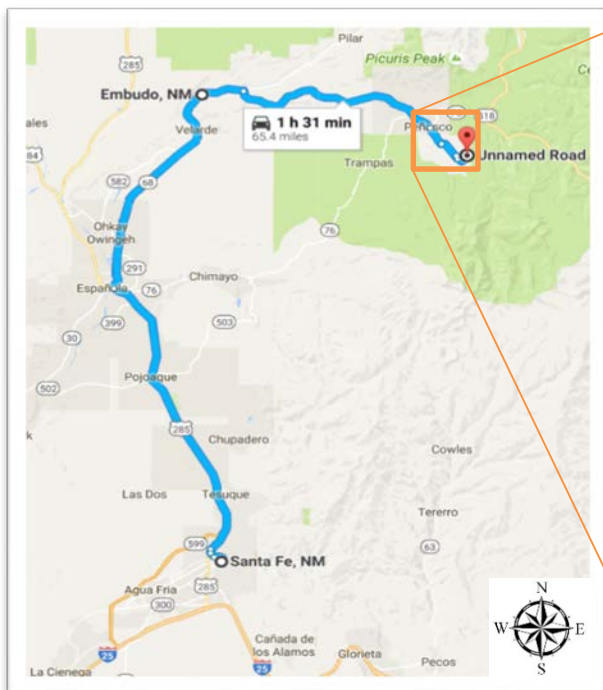 Pilar
285
Picuris Peak
Embudo, NM
1 h 31 min
65.4 miles
518
Velarde
Peñasco
ales
Unnamed Road
84
Trampas
582
68
Ohkay
Owingeh
76
291
Chimayo
Española
76
399
503
30
Pojoaque
502
285
k
Chupadero
Cowles
Las Dos
Tesuque
Tererro
599
Santa Fe, NM
63
285
Agua Fria
300
N
W
E
S
Cañada de
los Alamos
25
Glorieta
25
Pecos
La Cienega